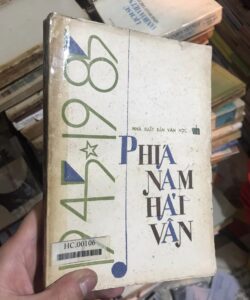 1945☆1985
NHÀ XUẤT BẢN VĂN HỌC
PHÍA
NAM
HẢI
VÂN
HC.00106